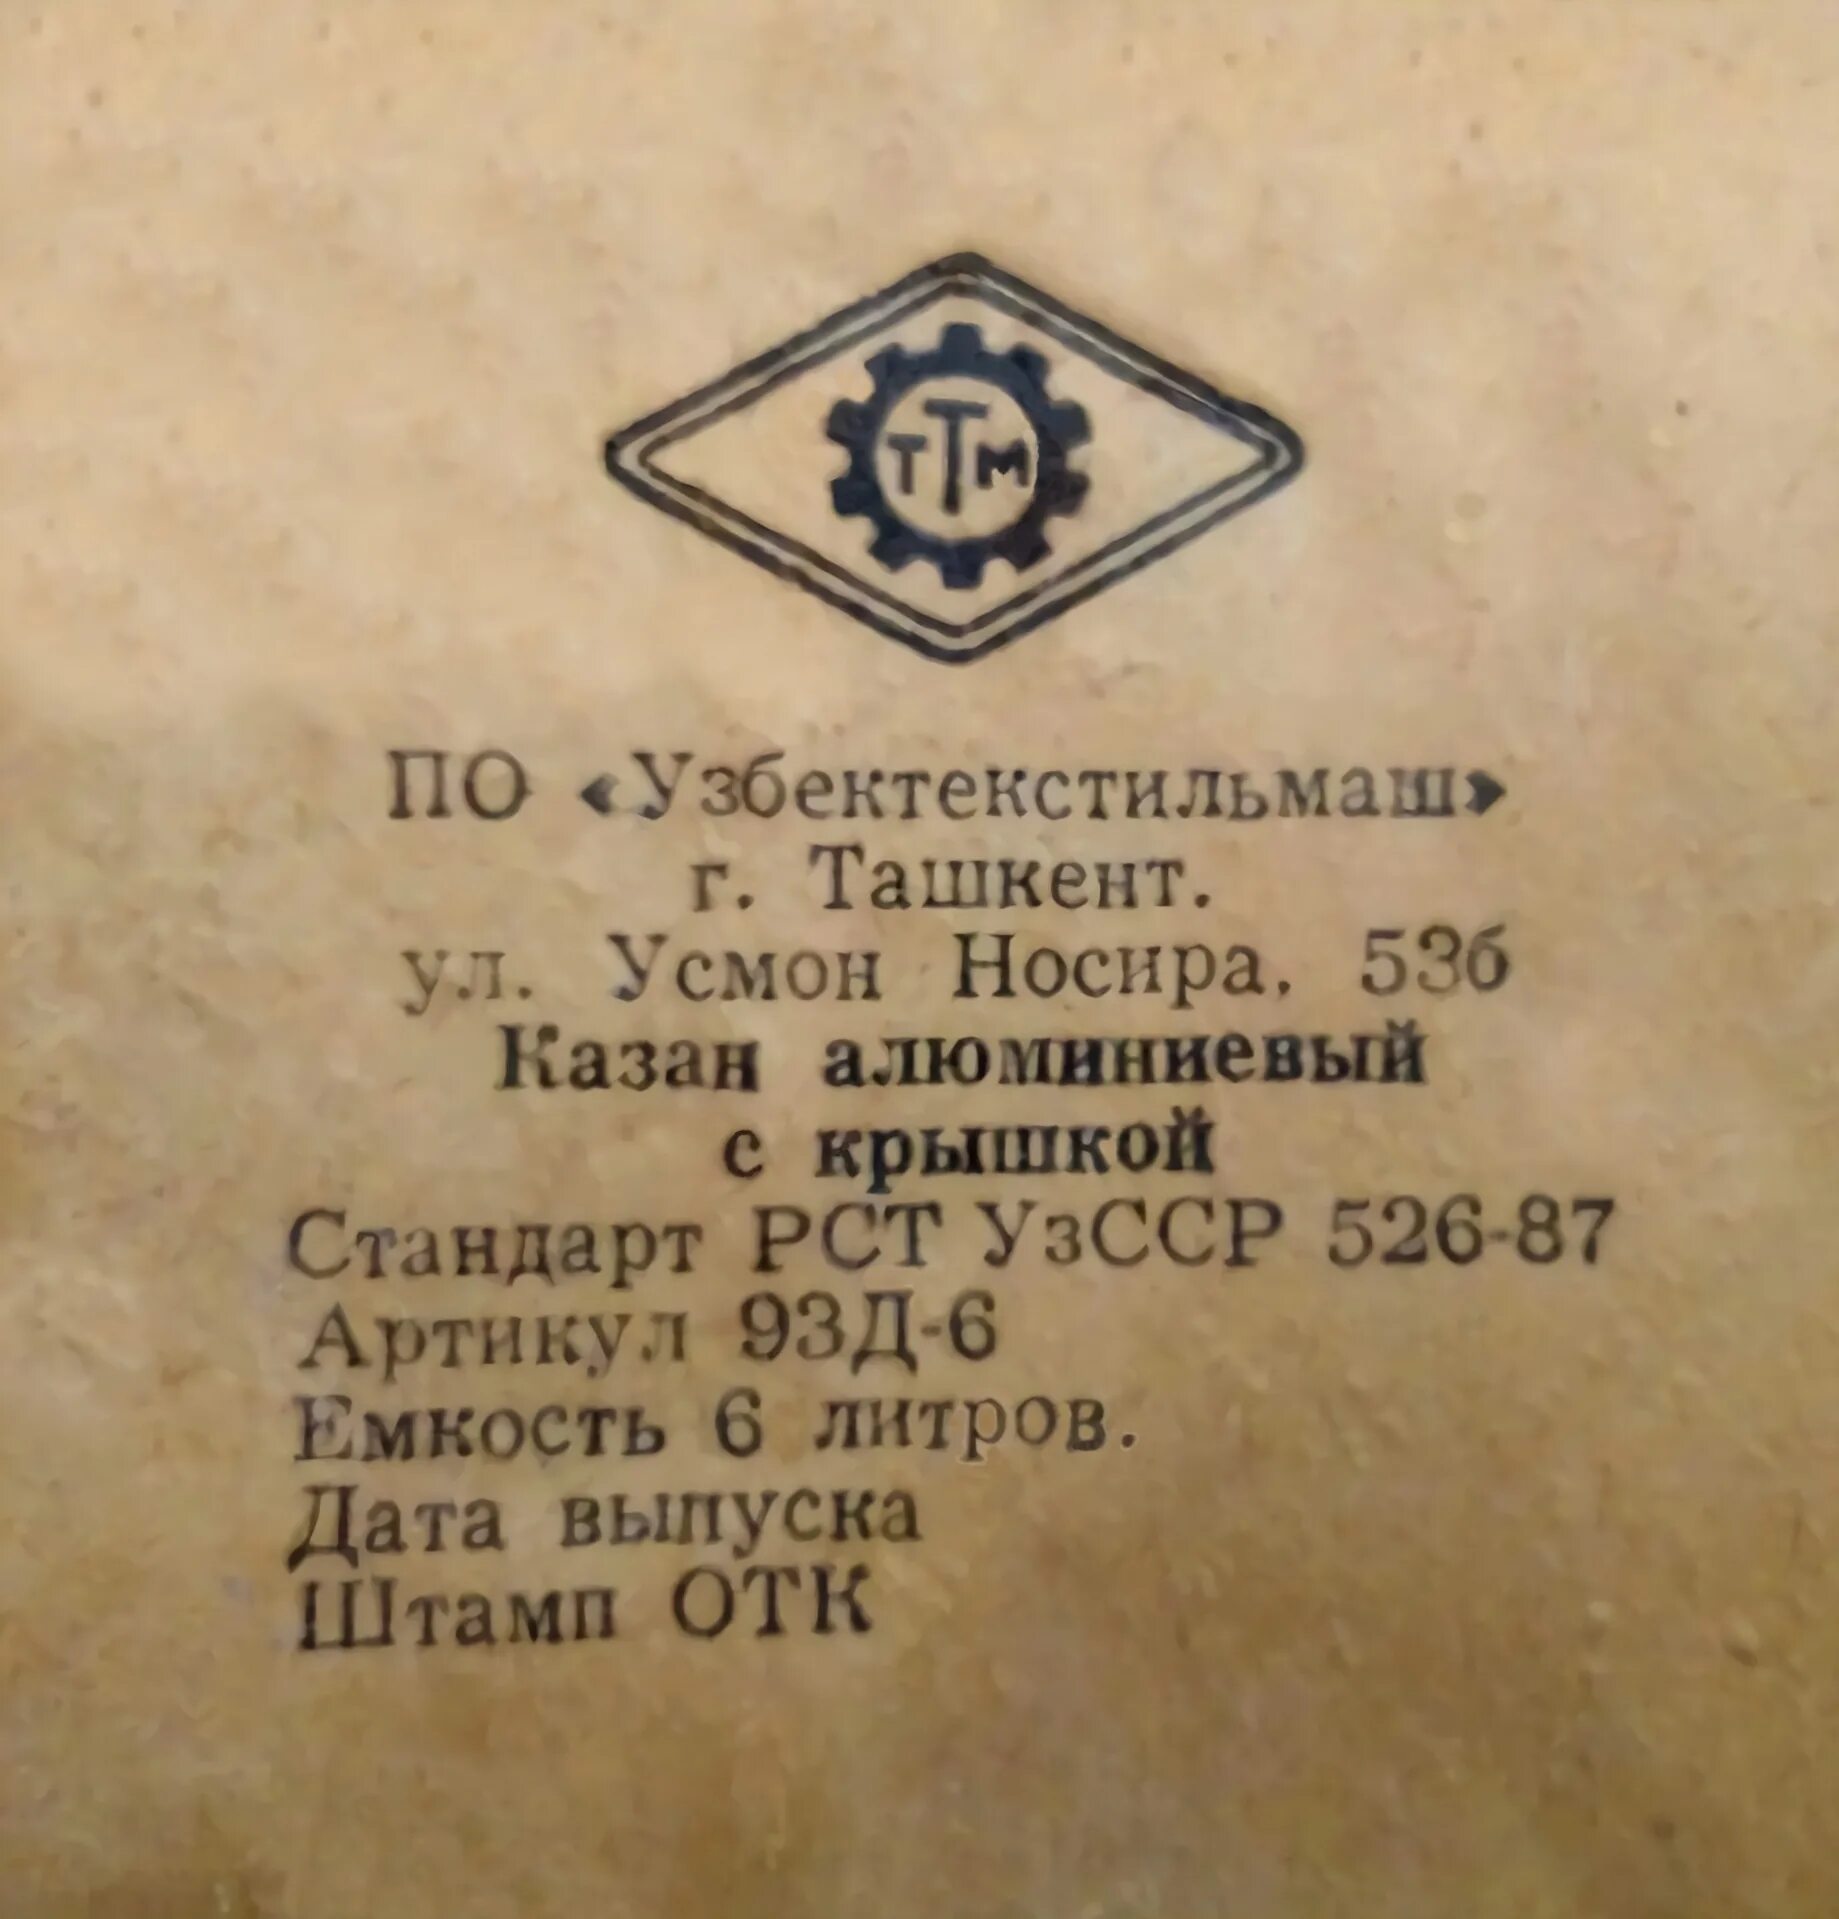 ТТМ
ПО «Узбектекстильмаш»
г. Ташкент.
ул. Усмон Носира, 53б
Казан алюминиевый
с крышкой
Стандарт РСТ УзССР 526-87
Артикул 93Д-6
Емкость 6 литров.
Дата выпуска
Штамп ОТК